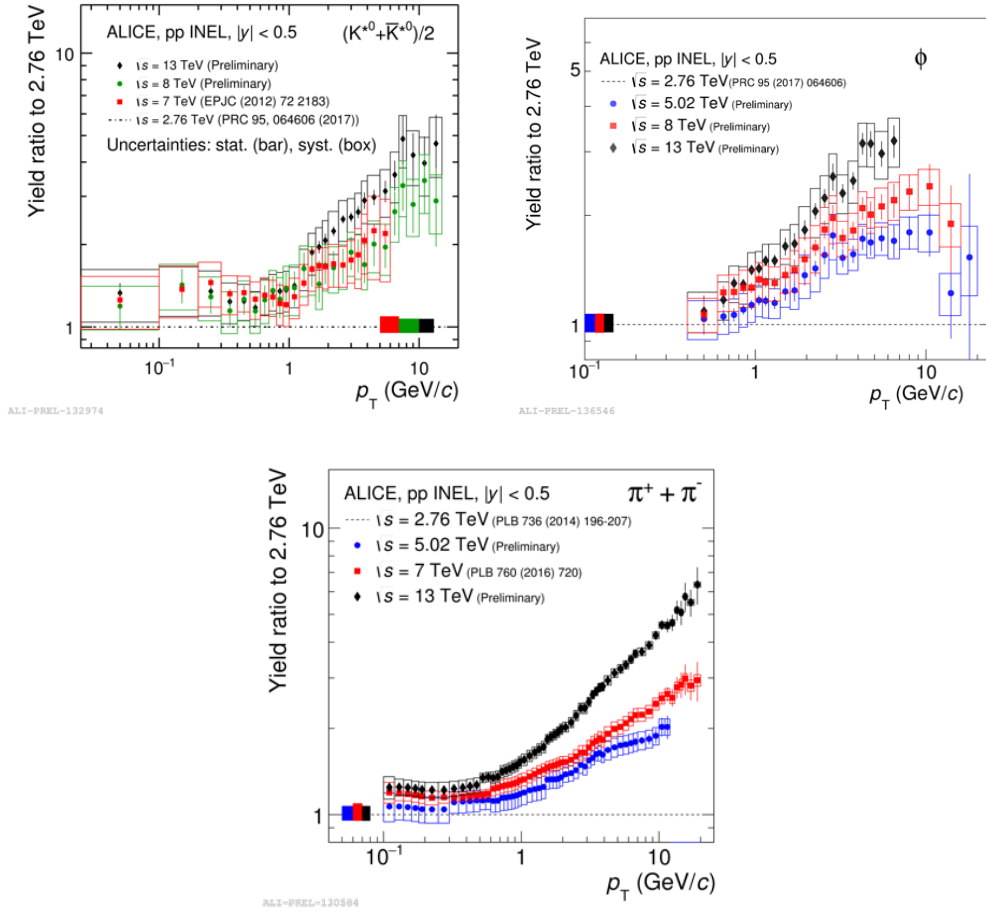 Yield ratio to 2.76 TeV
10
1
ALICE, pp INEL, |y| < 0.5
(K*⁰+K̅*⁰)/2
√s = 13 TeV (Preliminary)
√s = 8 TeV (Preliminary)
√s = 7 TeV (EPJC (2012) 72 2183)
√s = 2.76 TeV (PRC 95, 064606 (2017))
Uncertainties: stat. (bar), syst. (box)
10⁻¹
1
10
p_T (GeV/c)
ALI-PREL-132974
Yield ratio to 2.76 TeV
5
1
ALICE, pp INEL, |y| < 0.5
ϕ
√s = 2.76 TeV (PRC 95 (2017) 064606)
√s = 5.02 TeV (Preliminary)
√s = 8 TeV (Preliminary)
√s = 13 TeV (Preliminary)
10⁻¹
1
10
p_T (GeV/c)
ALI-PREL-136546
Yield ratio to 2.76 TeV
10
1
ALICE, pp INEL, |y| < 0.5
π⁺ + π⁻
√s = 2.76 TeV (PLB 736 (2014) 196-207)
√s = 5.02 TeV (Preliminary)
√s = 7 TeV (PLB 760 (2016) 720)
√s = 13 TeV (Preliminary)
10⁻¹
1
10
p_T (GeV/c)
ALI-PREL-130584